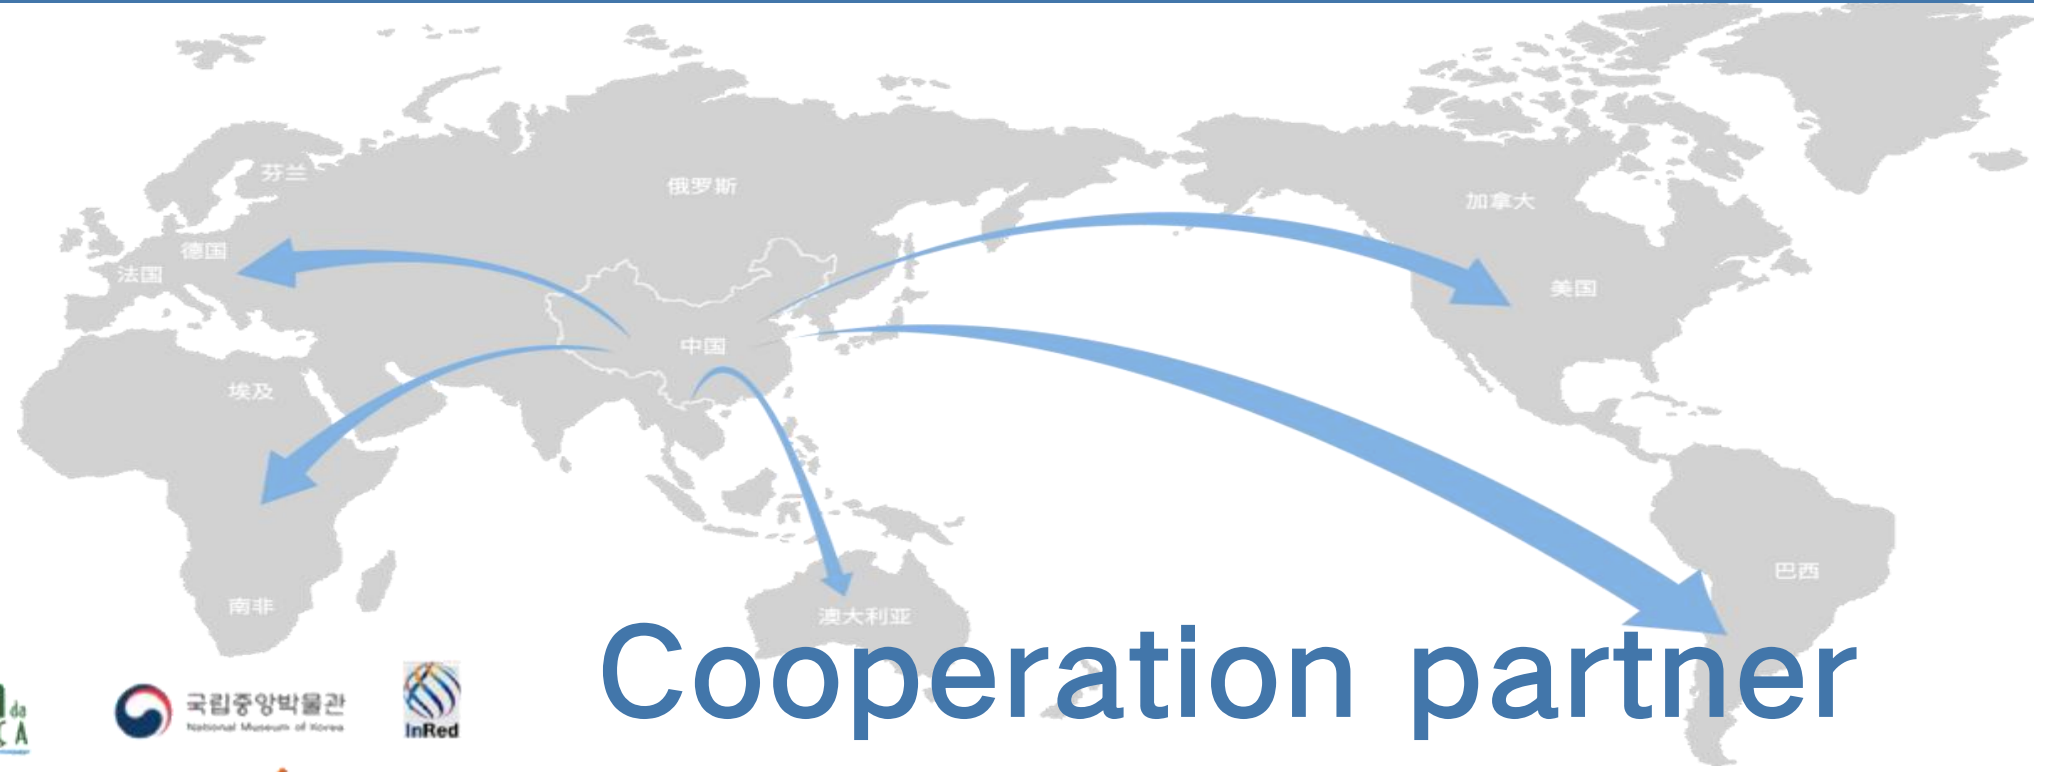 芬兰
俄罗斯
加拿大
德国
法国
美国
中国
埃及
巴西
南非
澳大利亚
Cooperation partner
da
국립중앙박물관
National Museum of Korea
InRed